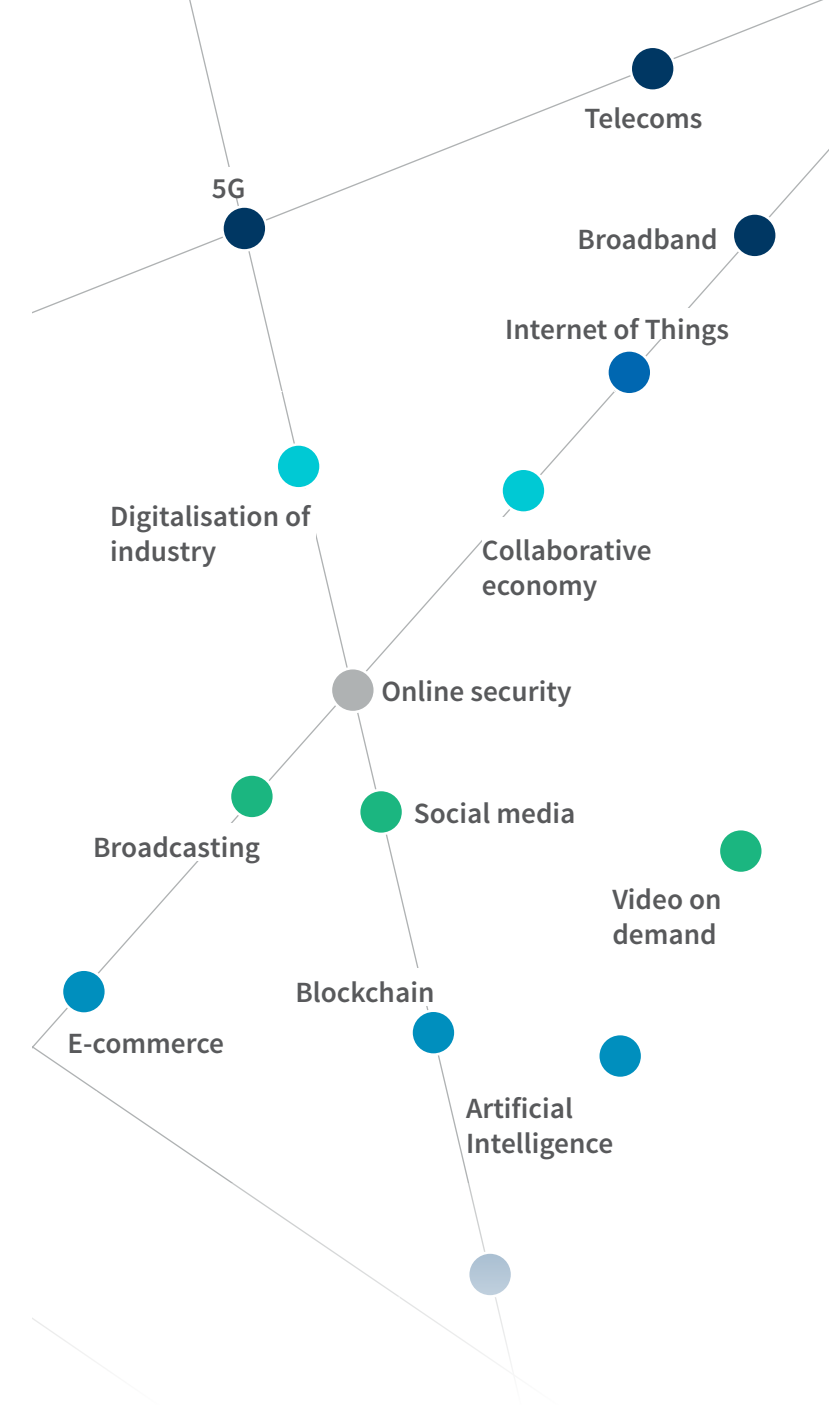 Telecoms
5G
Broadband
Internet of Things
Digitalisation of
industry
Collaborative
economy
Online security
Social media
Broadcasting
Video on
demand
Blockchain
E-commerce
Artificial
Intelligence